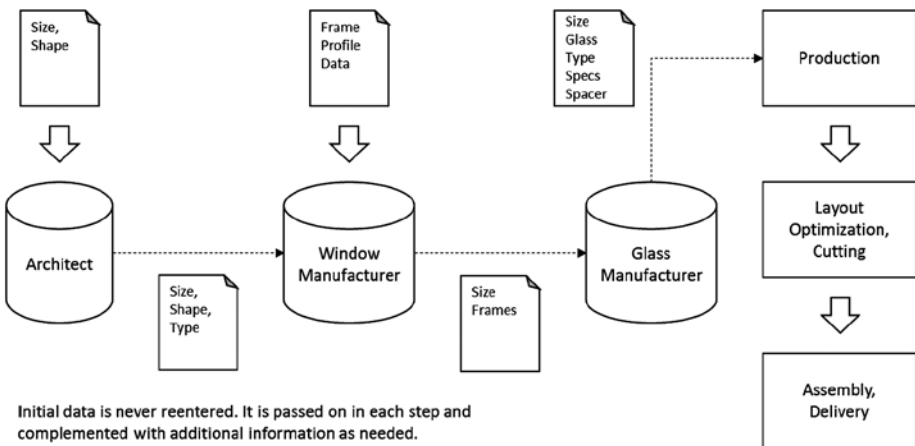 Size,
Shape
Frame
Profile
Data
Size
Glass
Type
Specs
Spacer
Production
Architect
Window
Manufacturer
Glass
Manufacturer
Layout
Optimization,
Cutting
Size,
Shape,
Type
Size
Frames
Assembly,
Delivery
Initial data is never reentered. It is passed on in each step and
complemented with additional information as needed.